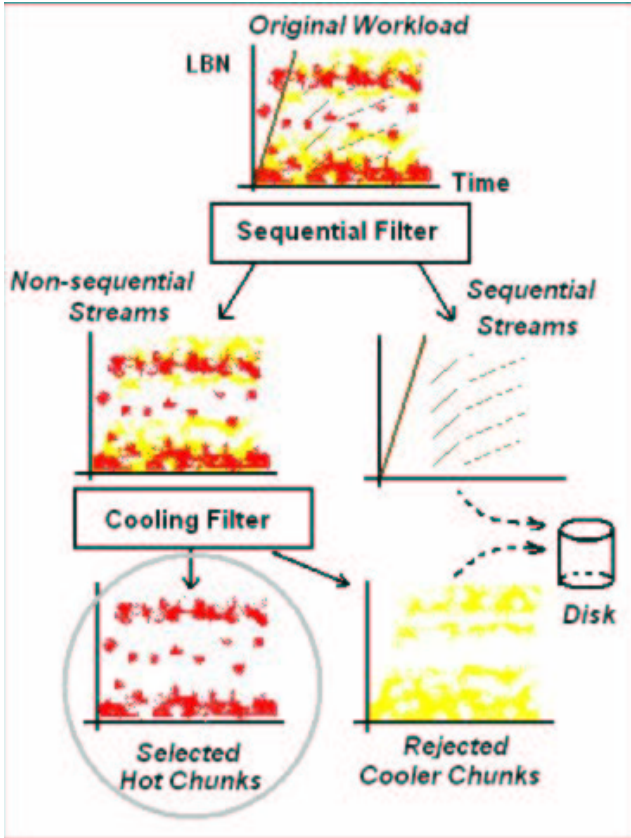 Original Workload
LBN
Time
Sequential Filter
Non-sequential
Streams
Sequential
Streams
Cooling Filter
Disk
Selected
Hot Chunks
Rejected
Cooler Chunks